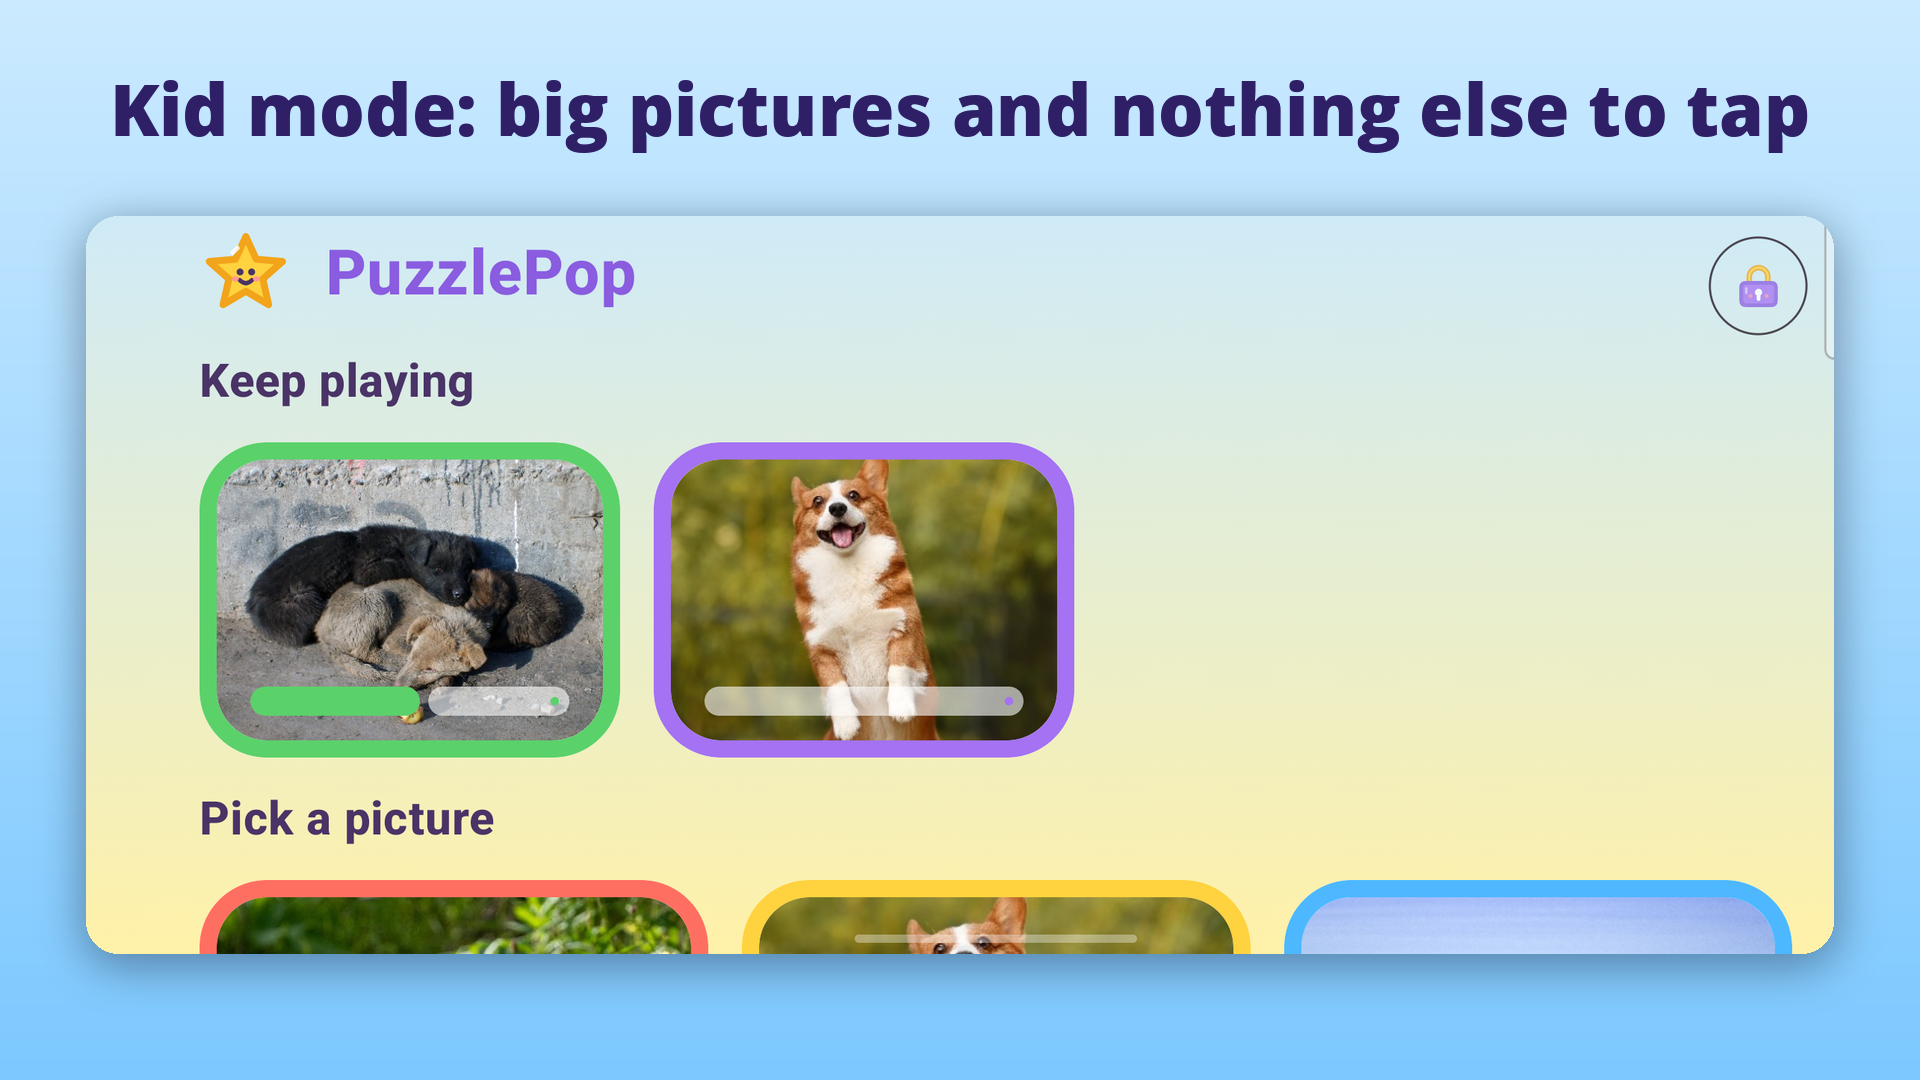 Kid mode: big pictures and nothing else to tap
PuzzlePop
Keep playing
Pick a picture